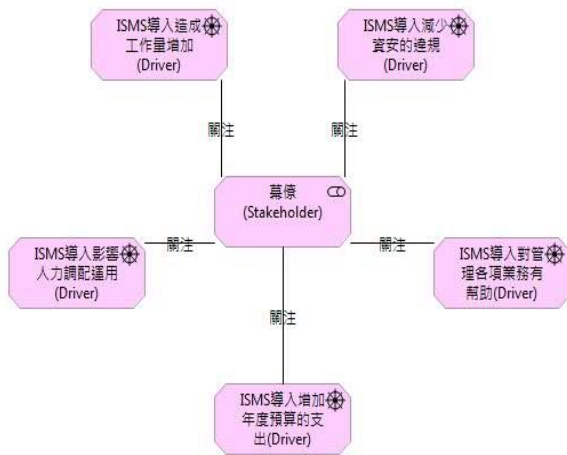 ISMS導入造成
工作量增加
(Driver)
ISMS導入減少
資安的違規
(Driver)
關注
關注
幕僚
(Stakeholder)
ISMS導入影響
人力調配運用
(Driver)
關注
關注
ISMS導入對管
理各項業務有
幫助(Driver)
關注
ISMS導入增加
年度預算的支
出(Driver)